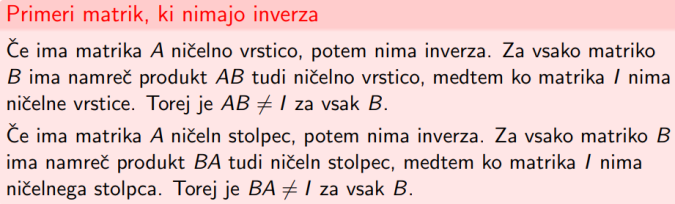 Primeri matrik, ki nimajo inverza
Če ima matrika A ničelno vrstico, potem nima inverza. Za vsako matriko
B ima namreč produkt AB tudi ničelno vrstico, medtem ko matrika I nima
ničelne vrstice. Torej je AB ≠ I za vsak B.
Če ima matrika A ničeln stolpec, potem nima inverza. Za vsako matriko B
ima namreč produkt BA tudi ničeln stolpec, medtem ko matrika I nima
ničelnega stolpca. Torej je BA ≠ I za vsak B.